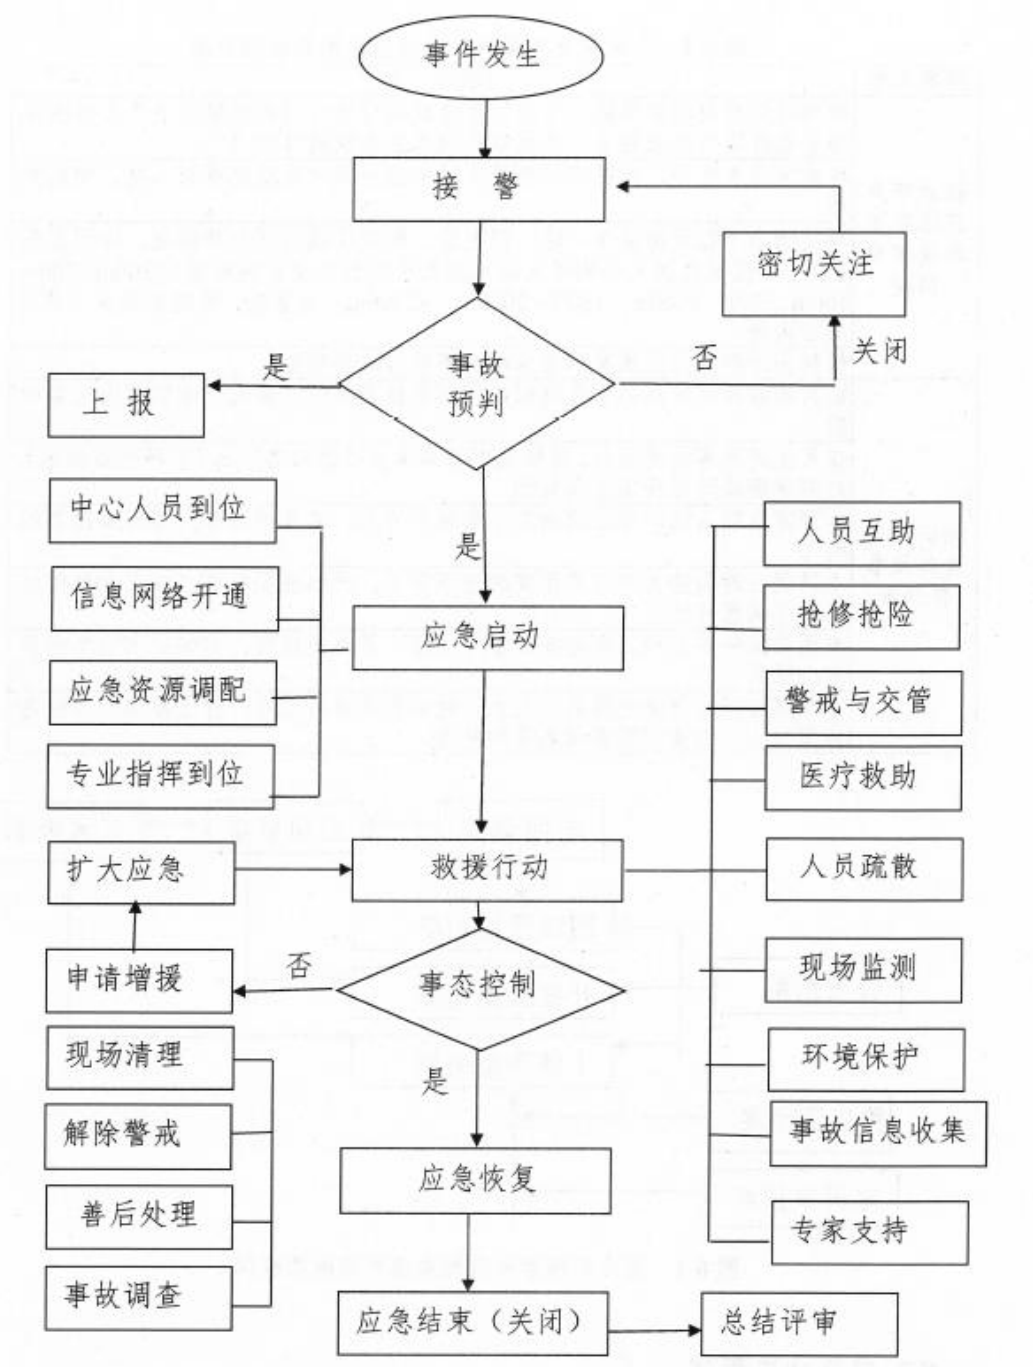 事件发生
接 警
密切关注
关闭
否
是
事故
预判
上 报
中心人员到位
信息网络开通
应急资源调配
专业指挥到位
是
应急启动
人员互助
抢修抢险
警戒与交管
医疗救助
人员疏散
现场监测
环境保护
事故信息收集
专家支持
扩大应急
救援行动
申请增援
否
事态控制
是
现场清理
解除警戒
善后处理
事故调查
应急恢复
应急结束（关闭）
总结评审